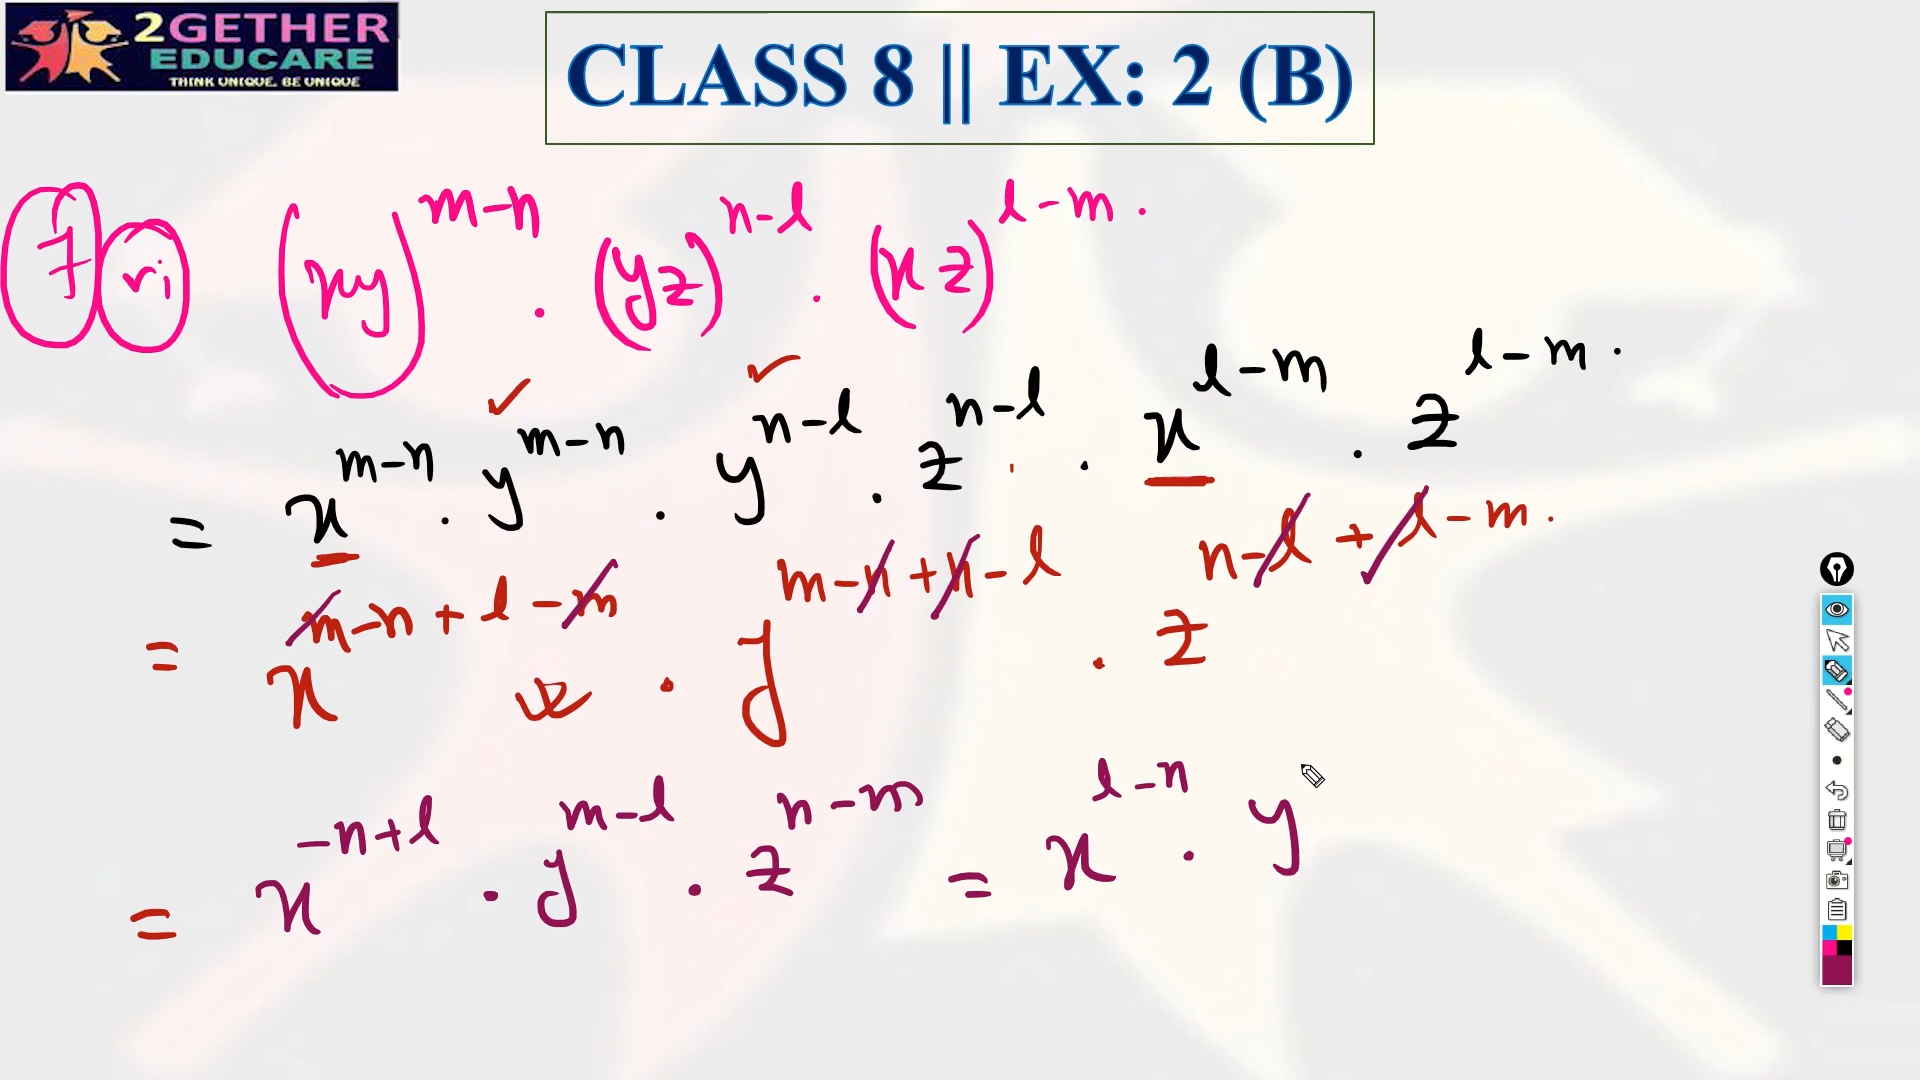 2GETHER
EDUCARE
THINK UNIQUE. BE UNIQUE
CLASS 8 || EX: 2 (B)
7 vi (xy)^{m-n} . (yz)^{n-l} . (xz)^{l-m} .
= x^{m-n} . y^{m-n} . y^{n-l} . z^{n-l} . x^{l-m} . z^{l-m} .
= x^{m-n+l-m} . y^{m-n+n-l} . z^{n-l+l-m} .
= x^{-n+l} . y^{m-l} . z^{n-m} = x^{l-n} . y